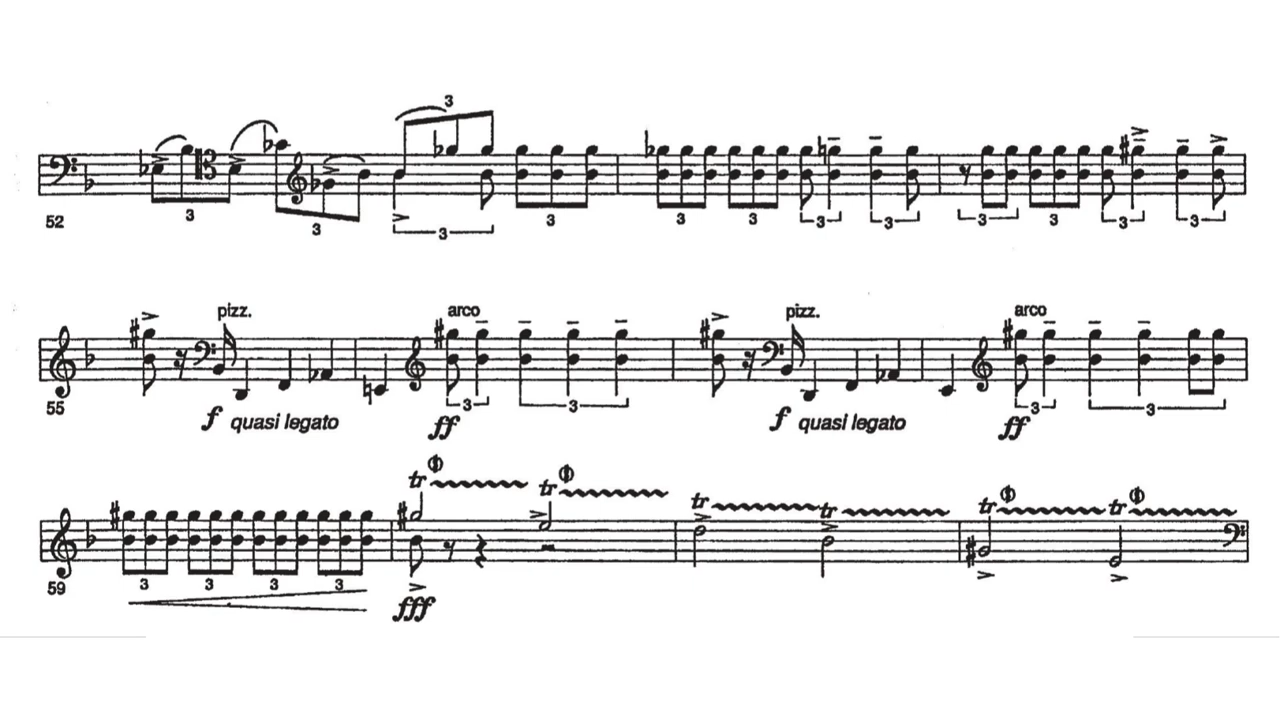 3
3 3
52 3 3 3 3 3 3 3 3 3
pizz. arco pizz. arco
3 3 3 3
55 f quasi legato ff f quasi legato ff
tr tr tr tr tr tr
3 3 3 3
59
fff